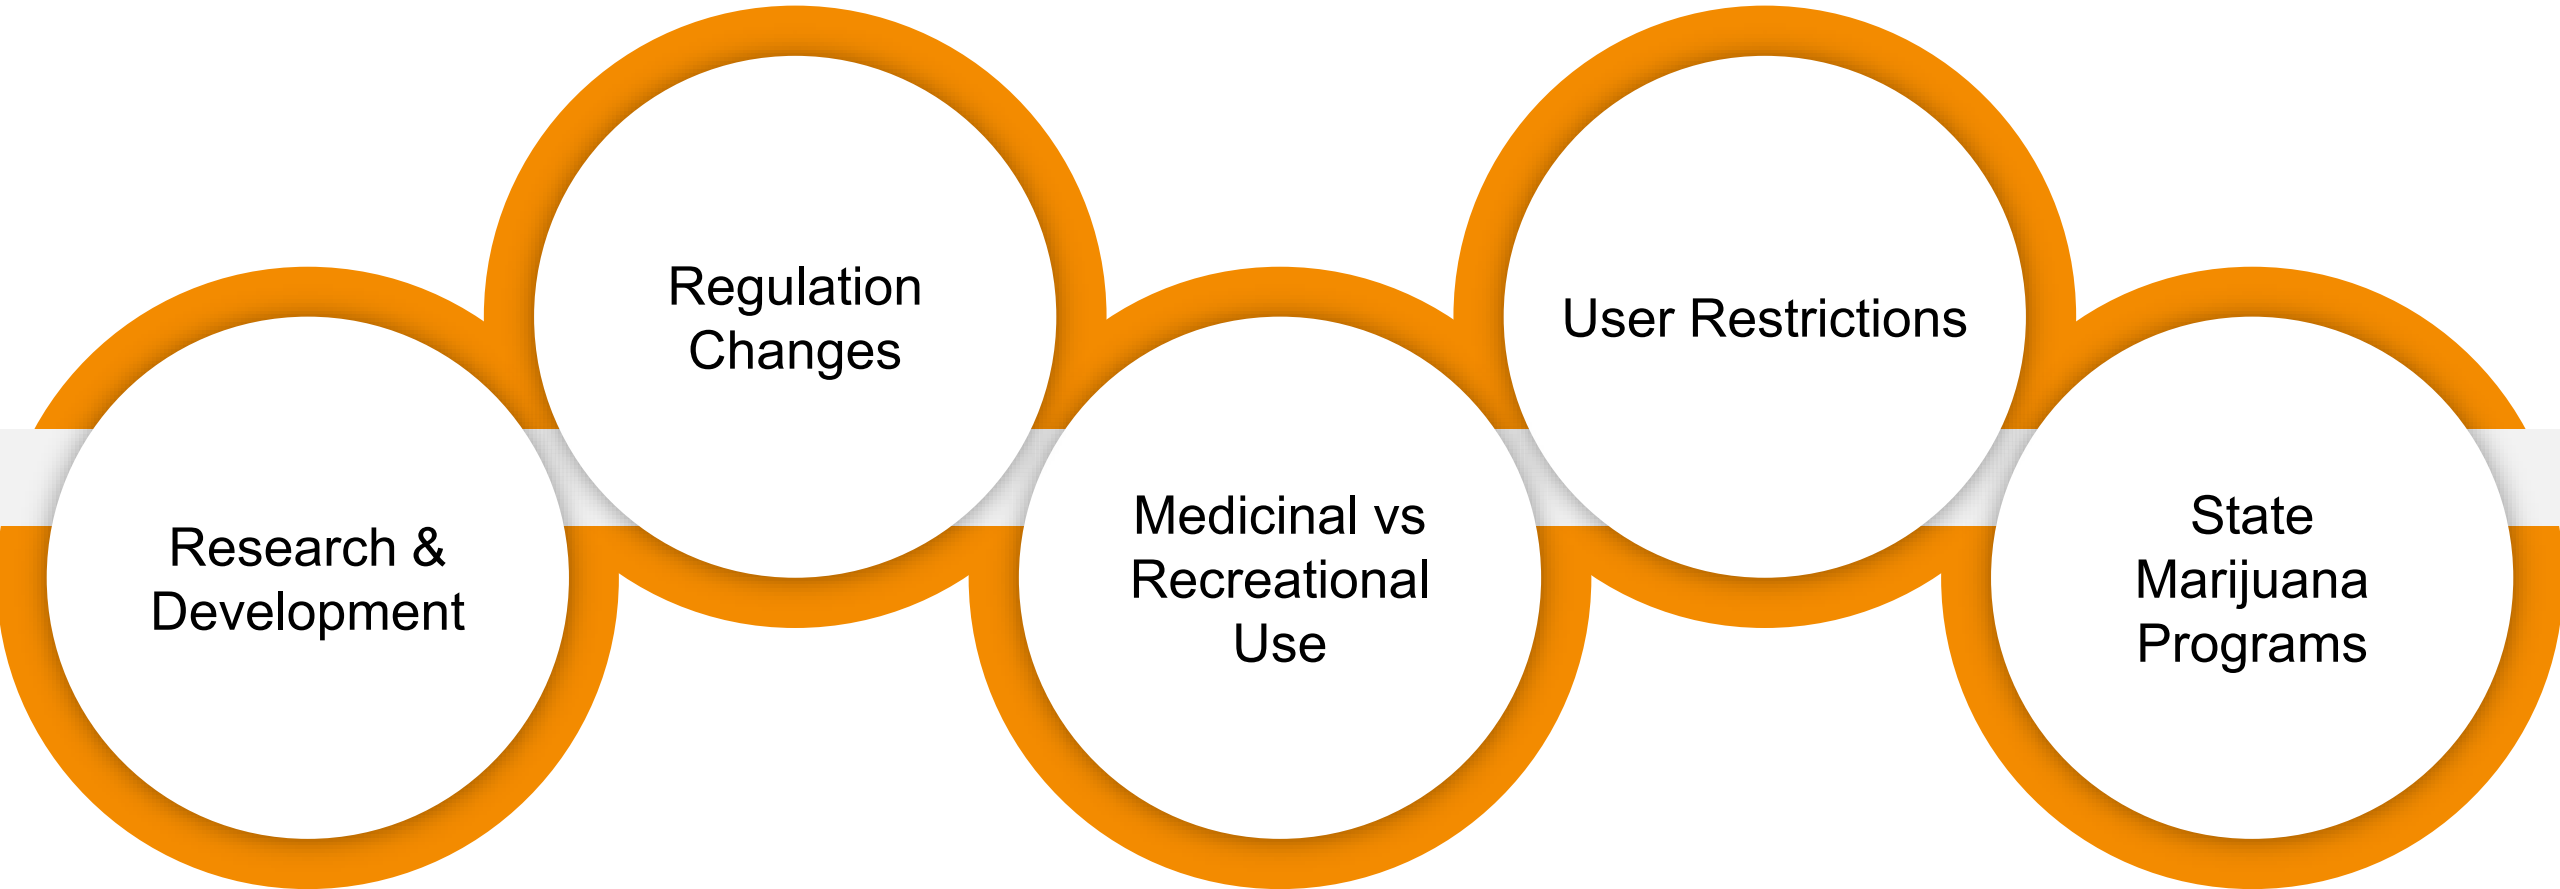 Research &
Development
Regulation
Changes
Medicinal vs
Recreational
Use
User Restrictions
State
Marijuana
Programs